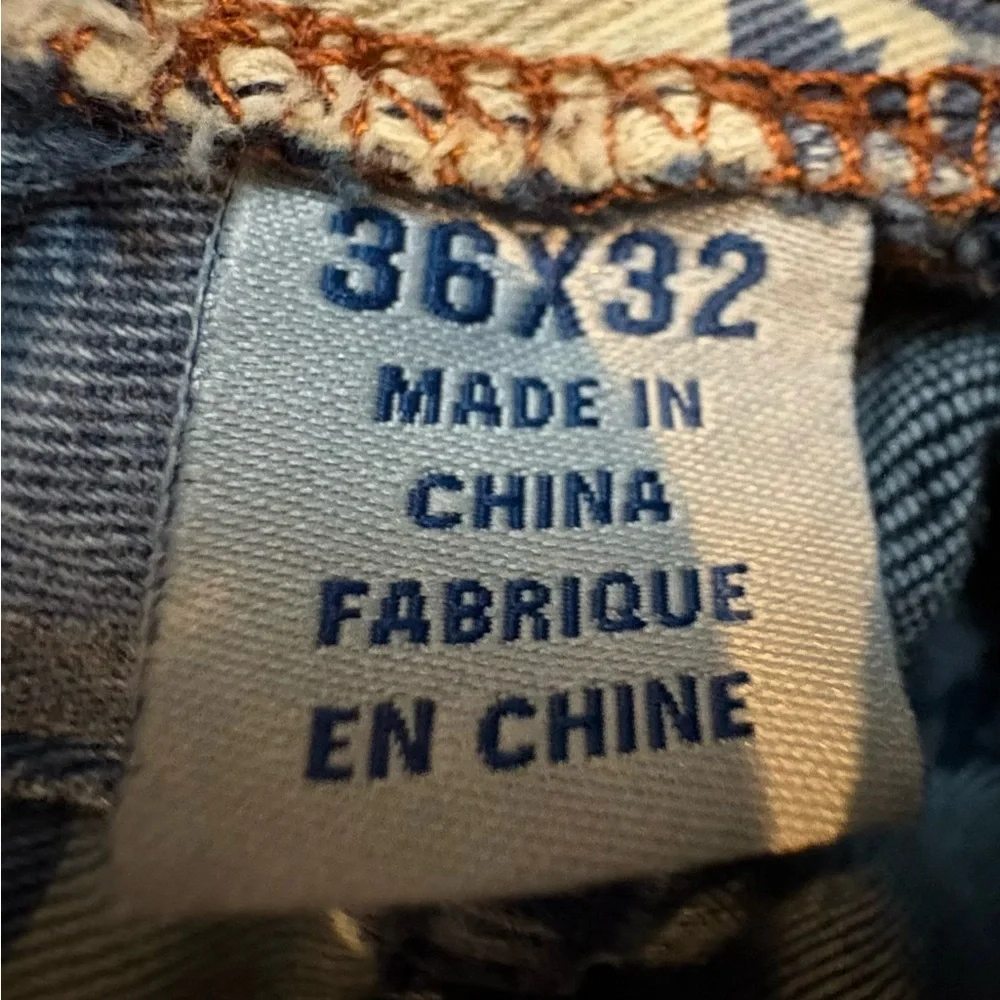 36X32
MADE IN
CHINA
FABRIQUE
EN CHINE